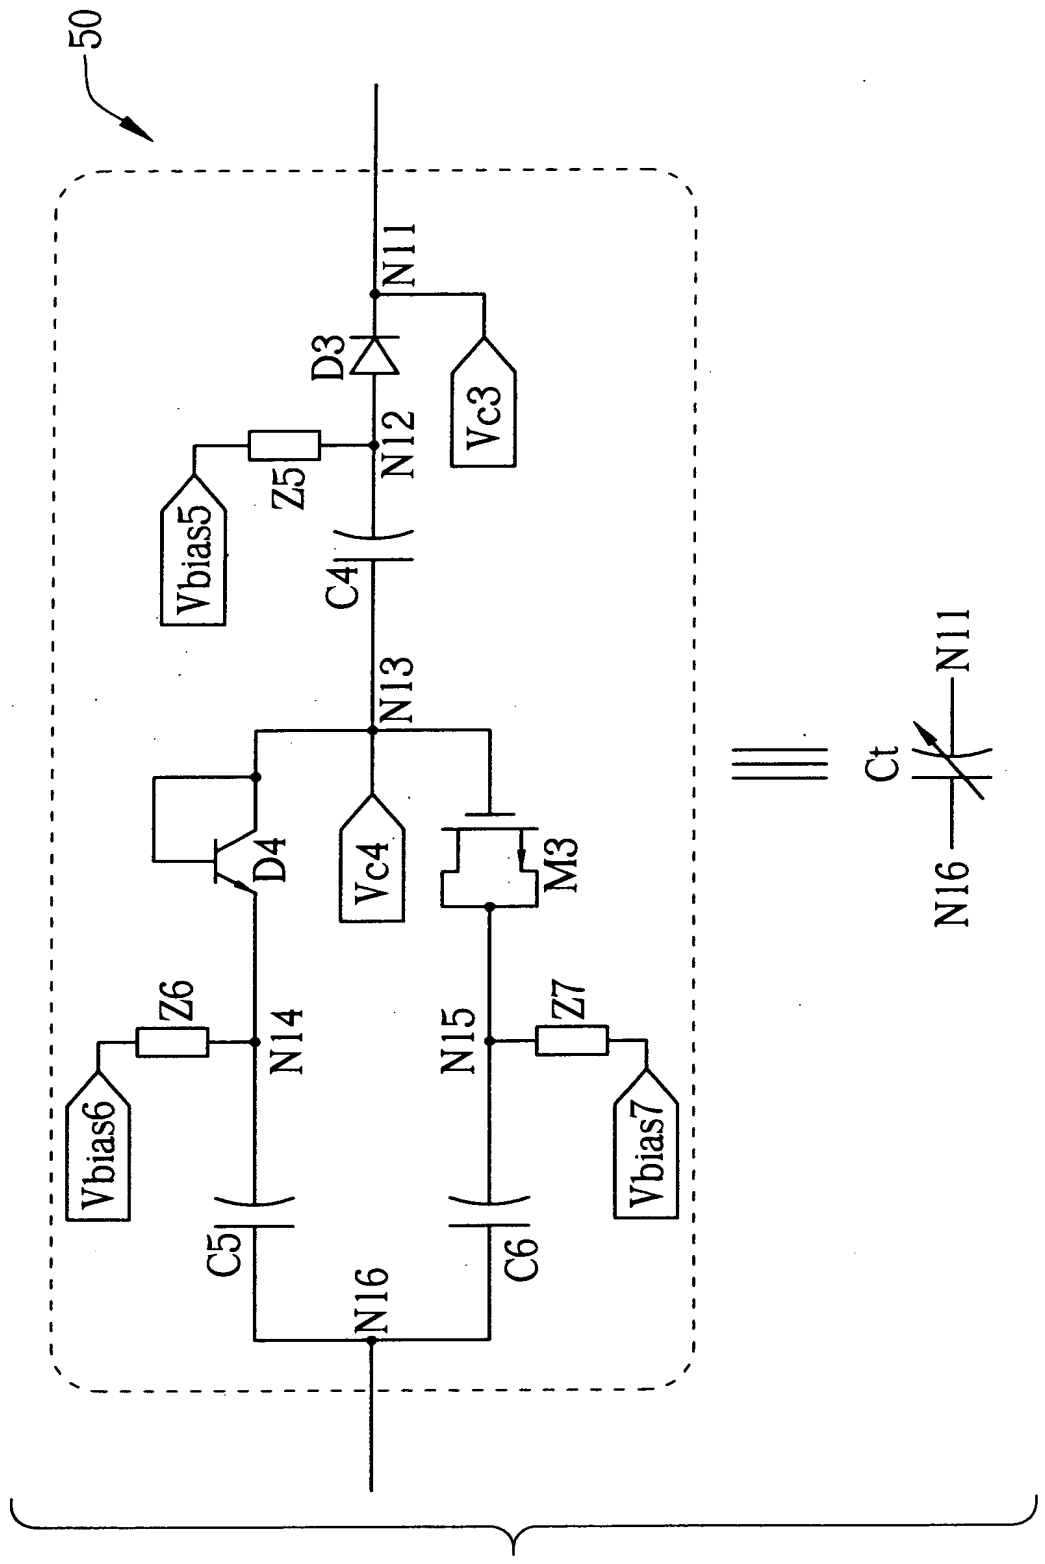 50
Vbias6
Z6
N14
C5
D4
Vbias5
Z5
D3
N11
N12
C4
N13
Vc4
Vc3
N16
N15
M3
C6
Z7
Vbias7
Ct
N16
N11